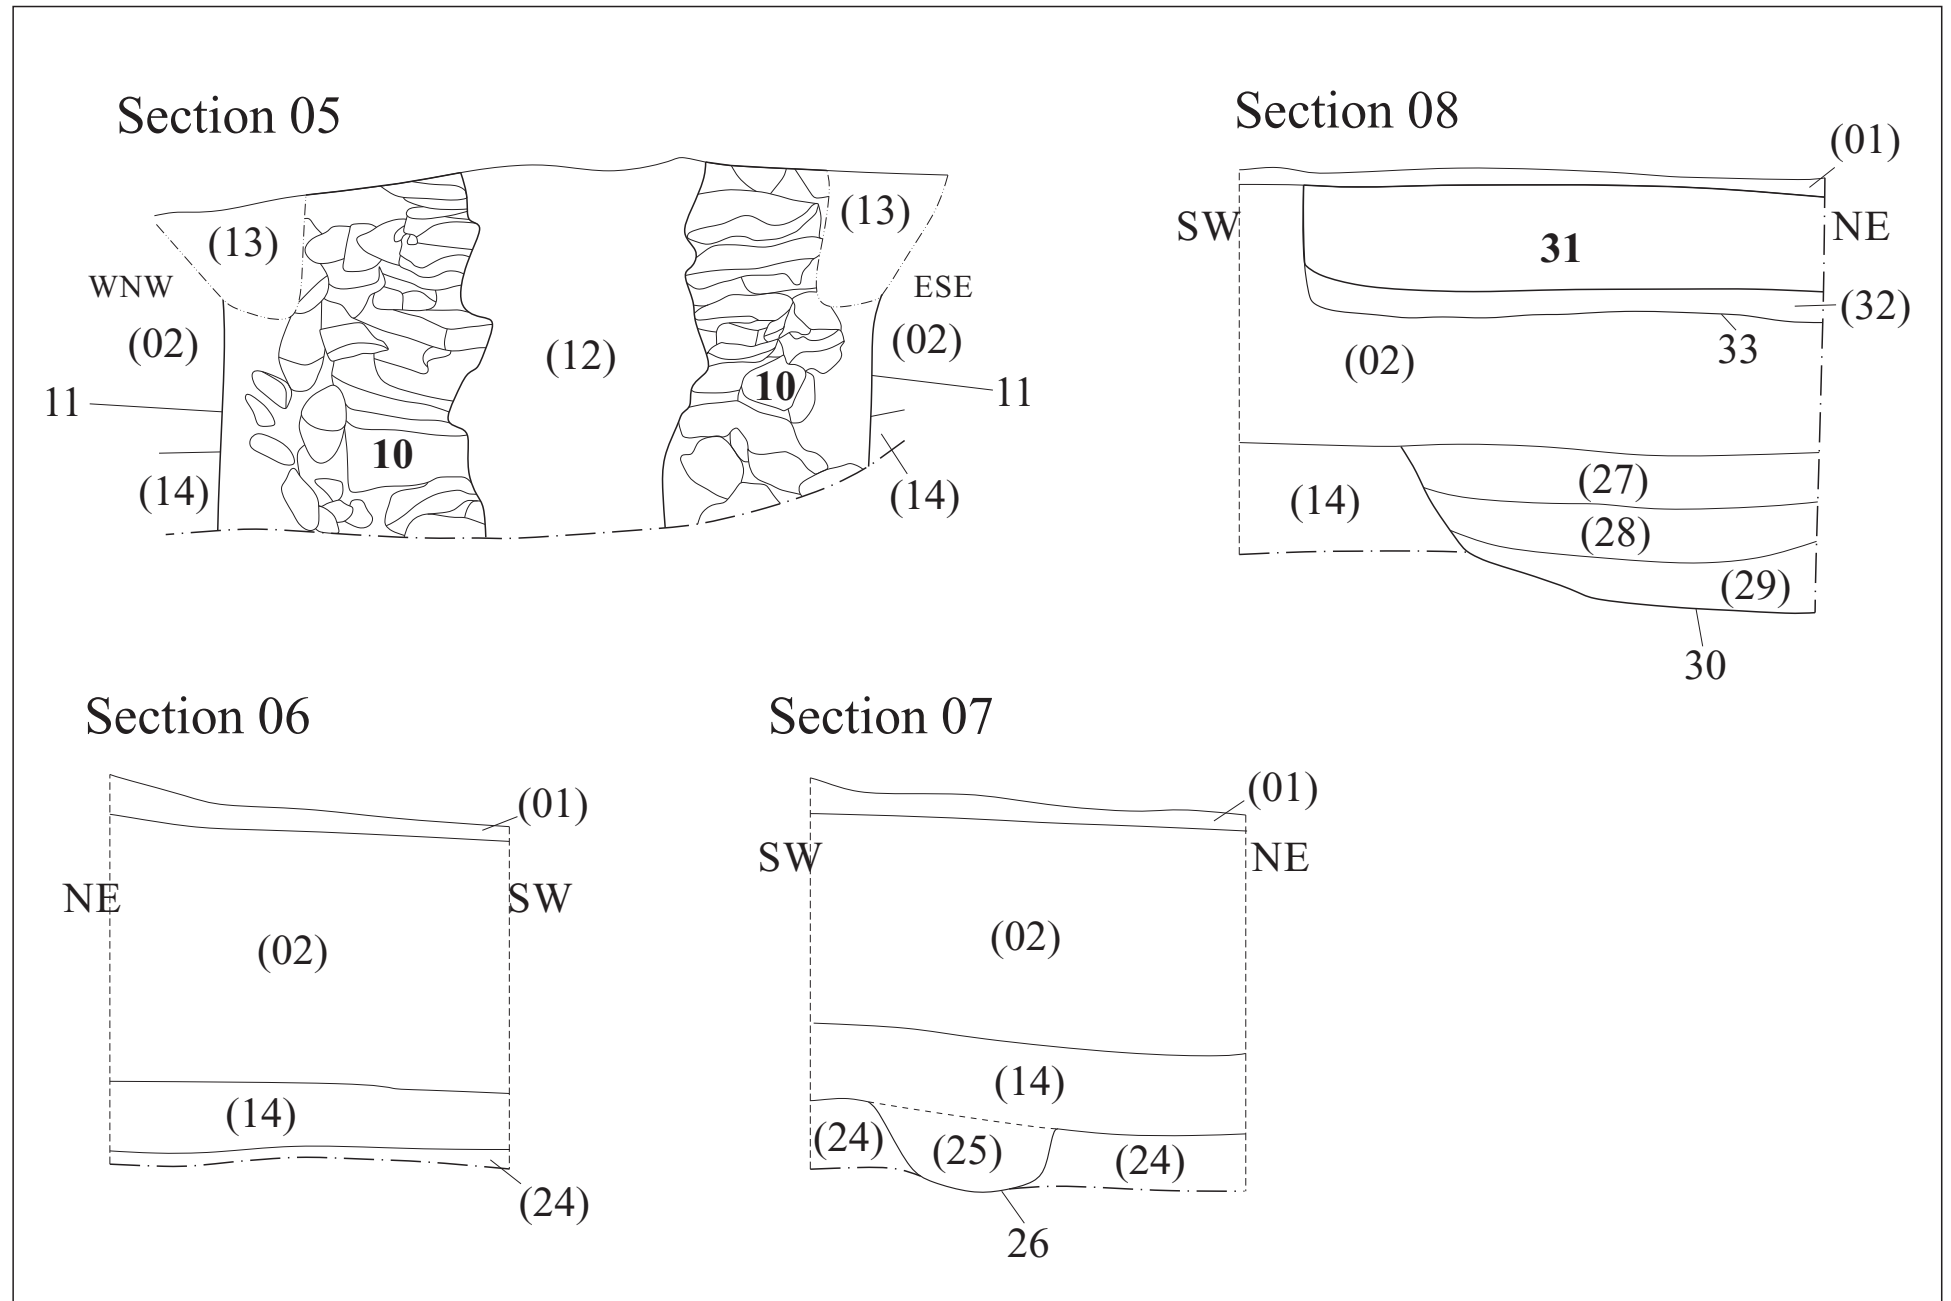 Section 05
(13)
(13)
WNW
ESE
(02)
(12)
(02)
10
11
11
10
(14)
(14)
Section 08
(01)
SW
NE
31
(32)
33
(02)
(27)
(14)
(28)
(29)
30
Section 06
(01)
NE
SW
(02)
(14)
(24)
Section 07
(01)
SW
NE
(02)
(14)
(24)
(25)
(24)
26